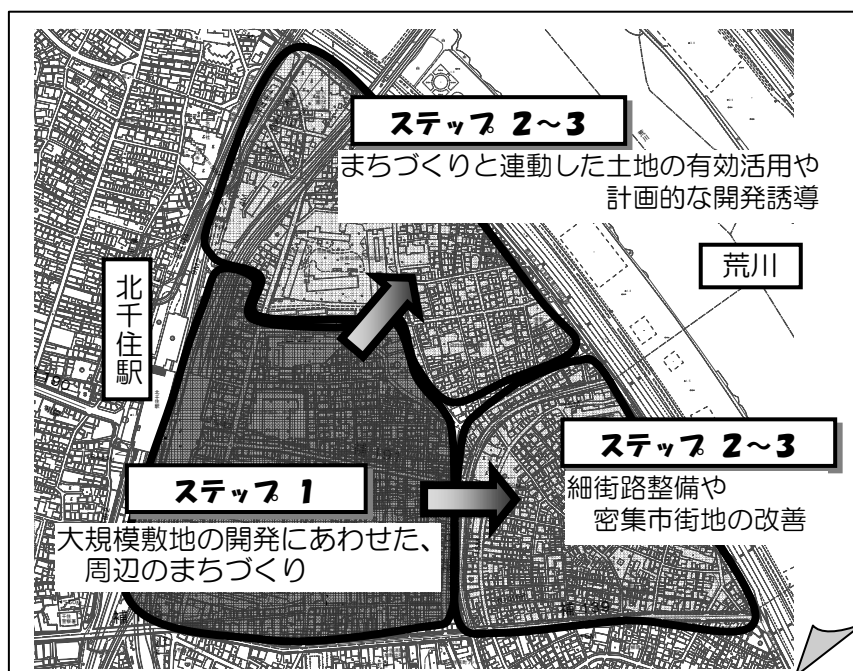 ステップ 2～3
まちづくりと連動した土地の有効活用や
計画的な開発誘導
荒川
北千住駅
ステップ 2～3
細街路整備や
密集市街地の改善
ステップ 1
大規模敷地の開発にあわせた、
周辺のまちづくり